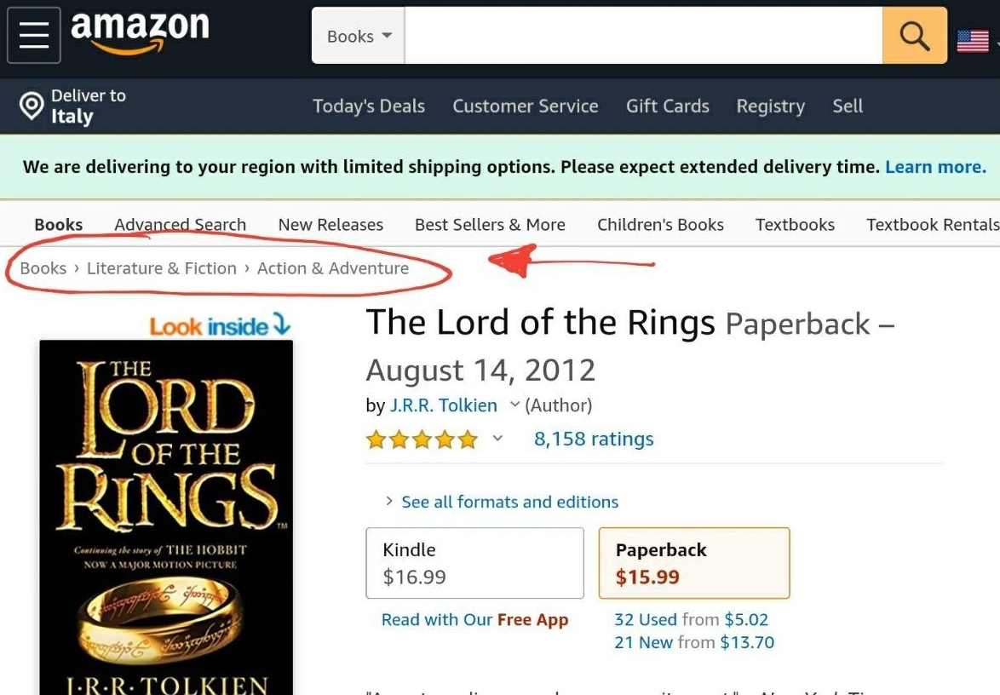 amazon
Books
Deliver to
Italy
Today's Deals Customer Service Gift Cards Registry Sell
We are delivering to your region with limited shipping options. Please expect extended delivery time. Learn more.
Books Advanced Search New Releases Best Sellers & More Children's Books Textbooks Textbook Rentals
Books › Literature & Fiction › Action & Adventure
Look inside
THE
LORD
OF THE
RINGS™
Continuing the story of THE HOBBIT
NOW A MAJOR MOTION PICTURE
J·R·R·TOLKIEN
The Lord of the Rings Paperback –
August 14, 2012
by J.R.R. Tolkien (Author)
8,158 ratings
› See all formats and editions
Kindle
$16.99
Paperback
$15.99
Read with Our Free App
32 Used from $5.02
21 New from $13.70